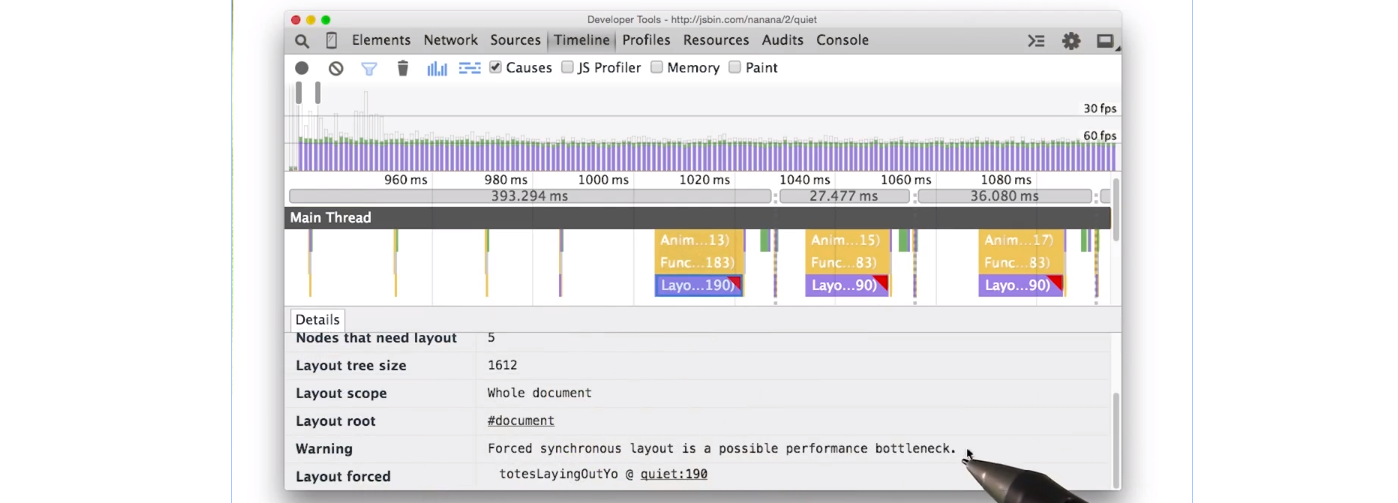 Developer Tools - http://jsbin.com/nanana/2/quiet
Elements Network Sources Timeline Profiles Resources Audits Console
Causes JS Profiler Memory Paint
30 fps
60 fps
960 ms 980 ms 1000 ms 1020 ms 1040 ms 1060 ms 1080 ms
393.294 ms 27.477 ms 36.080 ms
Main Thread
Anim...13) Anim...15) Anim...17)
Func...183) Func...83) Func...83)
Layo...190) Layo...90) Layo...90)
Details
Nodes that need layout 5
Layout tree size 1612
Layout scope Whole document
Layout root #document
Warning Forced synchronous layout is a possible performance bottleneck.
Layout forced totesLayingOutYo @ quiet:190